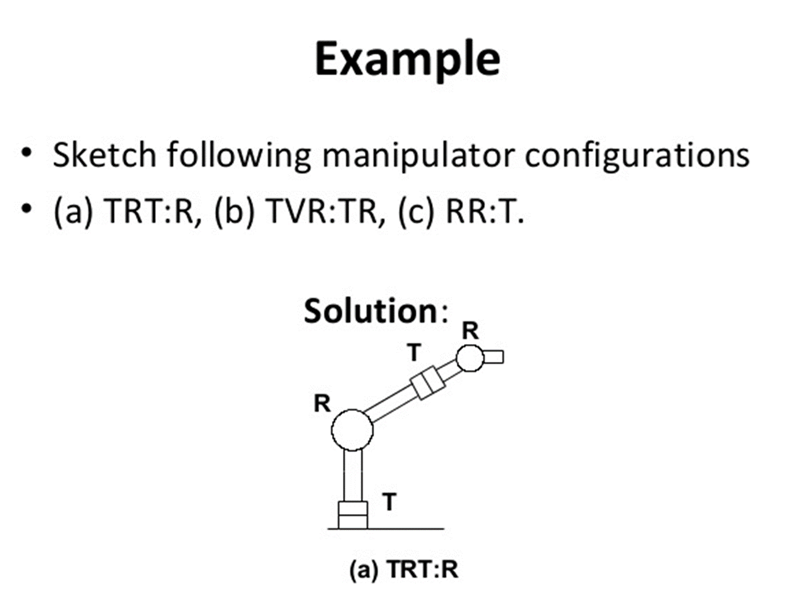 Example
• Sketch following manipulator configurations
• (a) TRT:R, (b) TVR:TR, (c) RR:T.
Solution:
R
T
R
T
(a) TRT:R